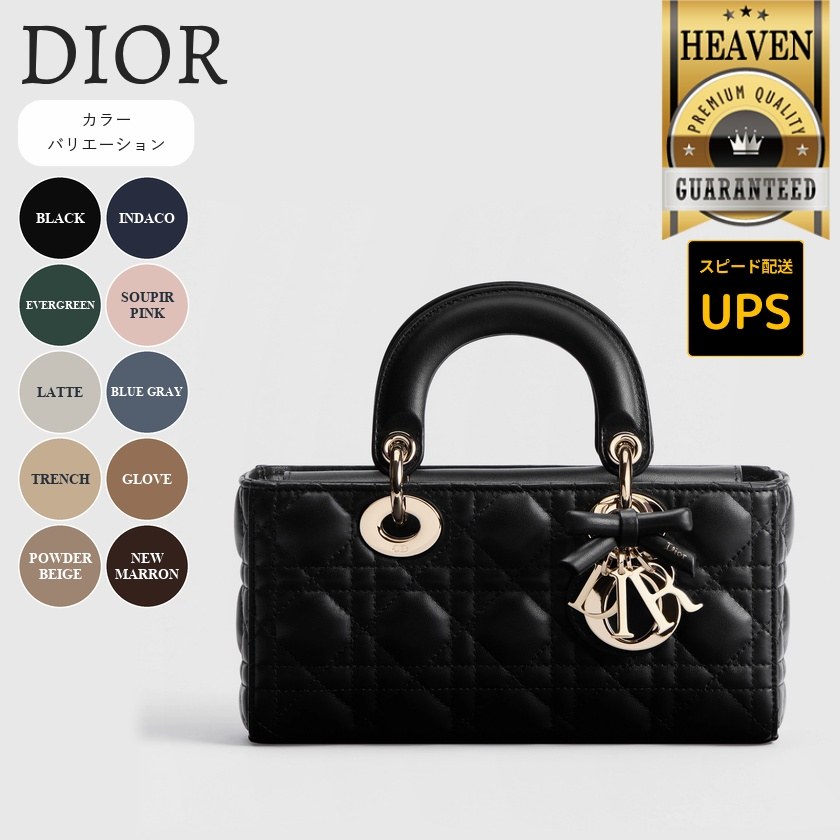 DIOR
カラー
バリエーション
BLACK
INDACO
EVERGREEN
SOUPIR
PINK
LATTE
BLUE GRAY
TRENCH
GLOVE
POWDER
BEIGE
NEW
MARRON
HEAVEN
PREMIUM QUALITY
GUARANTEED
スピード配送
UPS
Dior